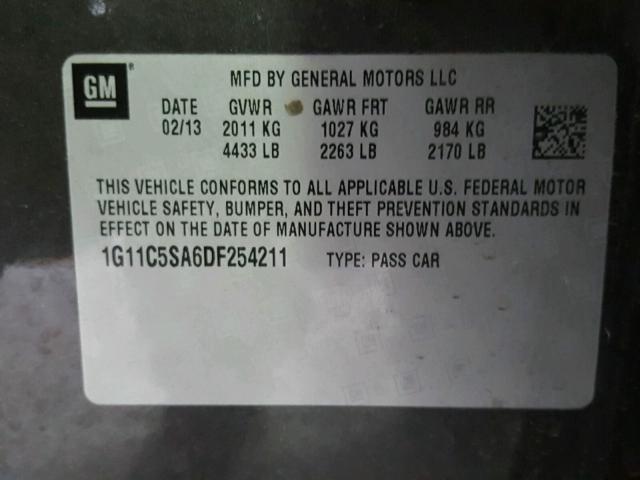 GM
MFD BY GENERAL MOTORS LLC
DATE GVWR GAWR FRT GAWR RR
02/13 2011 KG 1027 KG 984 KG
4433 LB 2263 LB 2170 LB
THIS VEHICLE CONFORMS TO ALL APPLICABLE U.S. FEDERAL MOTOR
VEHICLE SAFETY, BUMPER, AND THEFT PREVENTION STANDARDS IN
EFFECT ON THE DATE OF MANUFACTURE SHOWN ABOVE.
1G11C5SA6DF254211 TYPE: PASS CAR